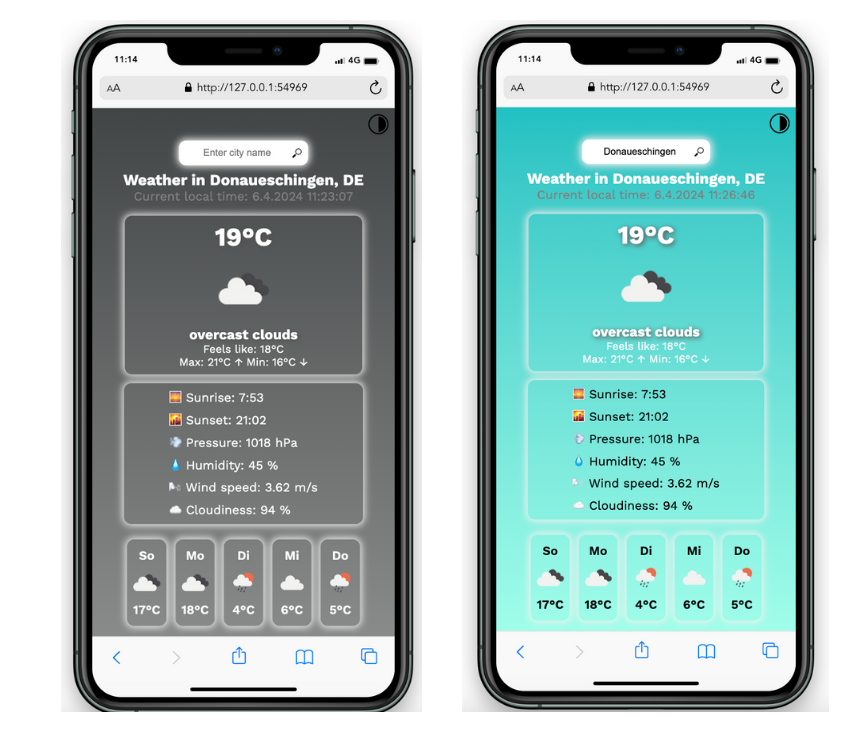 11:14
4G
AA
http://127.0.0.1:54969
Enter city name
Weather in Donaueschingen, DE
Current local time: 6.4.2024 11:23:07
19°C
overcast clouds
Feels like: 18°C
Max: 21°C ↑ Min: 16°C ↓
Sunrise: 7:53
Sunset: 21:02
Pressure: 1018 hPa
Humidity: 45 %
Wind speed: 3.62 m/s
Cloudiness: 94 %
So Mo Di Mi Do
17°C 18°C 4°C 6°C 5°C
11:14
4G
AA
http://127.0.0.1:54969
Donaueschingen
Weather in Donaueschingen, DE
Current local time: 6.4.2024 11:26:46
19°C
overcast clouds
Feels like: 18°C
Max: 21°C ↑ Min: 16°C ↓
Sunrise: 7:53
Sunset: 21:02
Pressure: 1018 hPa
Humidity: 45 %
Wind speed: 3.62 m/s
Cloudiness: 94 %
So Mo Di Mi Do
17°C 18°C 4°C 6°C 5°C